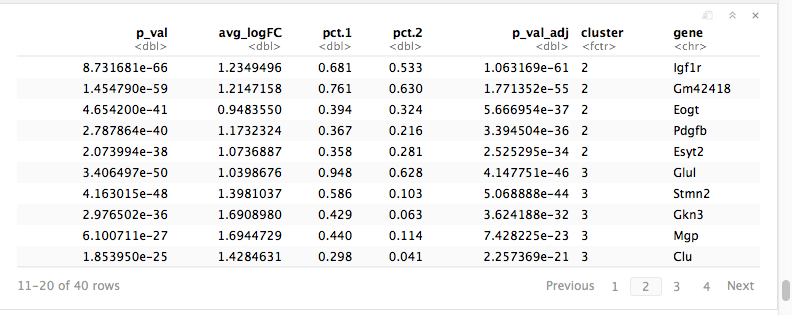 p_val avg_logFC pct.1 pct.2 p_val_adj cluster gene
<dbl> <dbl> <dbl> <dbl> <dbl> <fctr> <chr>
8.731681e-66 1.2349496 0.681 0.533 1.063169e-61 2 Igf1r
1.454790e-59 1.2147158 0.761 0.630 1.771352e-55 2 Gm42418
4.654200e-41 0.9483550 0.394 0.324 5.666954e-37 2 Eogt
2.787864e-40 1.1732324 0.367 0.216 3.394504e-36 2 Pdgfb
2.073994e-38 1.0736887 0.358 0.281 2.525295e-34 2 Esyt2
3.406497e-50 1.0398676 0.948 0.628 4.147751e-46 3 Glul
4.163015e-48 1.3981037 0.586 0.103 5.068888e-44 3 Stmn2
2.976502e-36 1.6908980 0.429 0.063 3.624188e-32 3 Gkn3
6.100711e-27 1.6944729 0.440 0.114 7.428225e-23 3 Mgp
1.853950e-25 1.4284631 0.298 0.041 2.257369e-21 3 Clu
11-20 of 40 rows Previous 1 2 3 4 Next